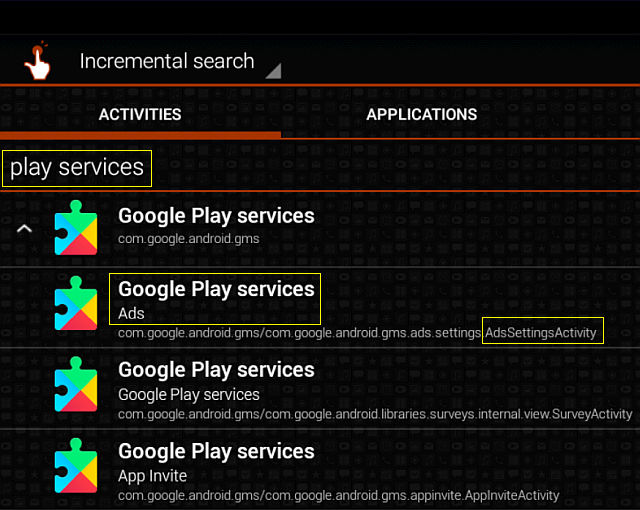 Incremental search
ACTIVITIES
APPLICATIONS
play services
Google Play services
com.google.android.gms
Google Play services
Ads
com.google.android.gms/com.google.android.gms.ads.settings.AdsSettingsActivity
Google Play services
Google Play services
com.google.android.gms/com.google.android.libraries.surveys.internal.view.SurveyActivity
Google Play services
App Invite
com.google.android.gms/com.google.android.gms.appinvite.AppInviteActivity